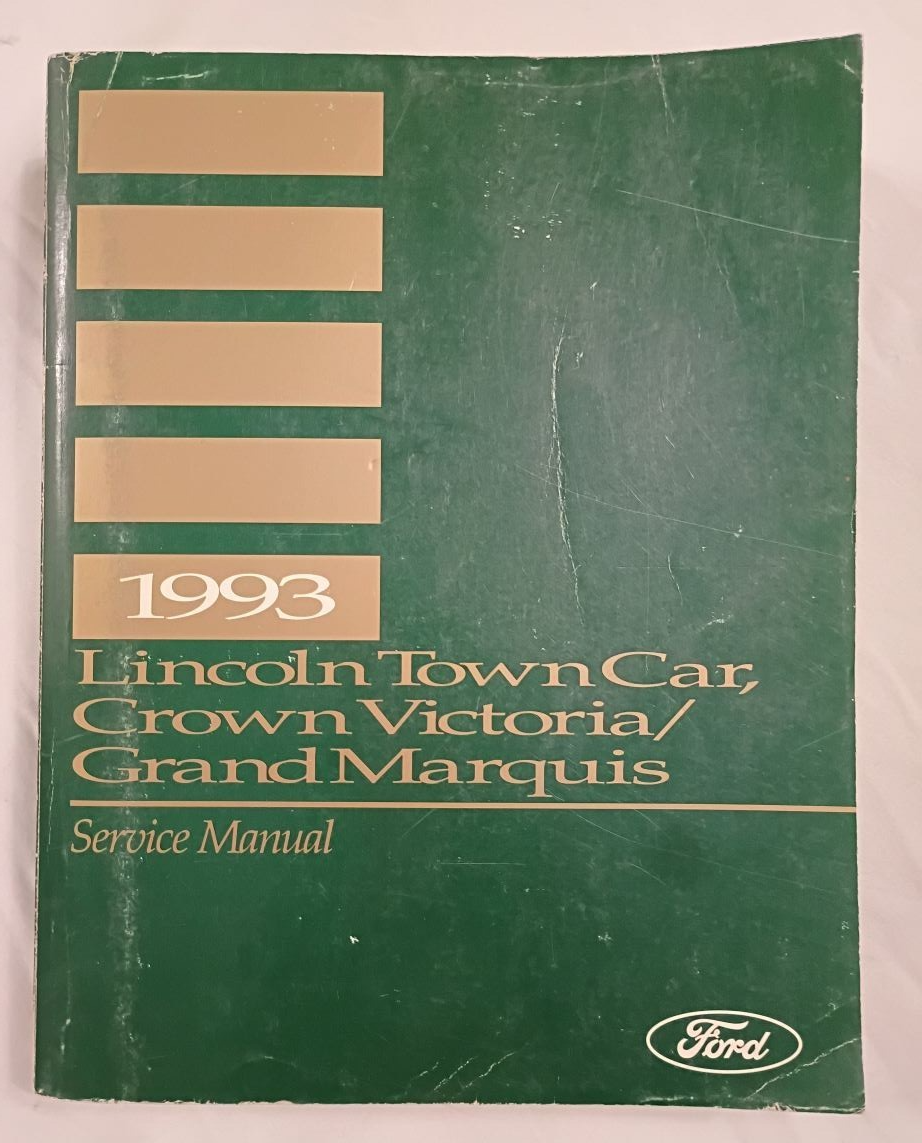 1993
Lincoln Town Car,
Crown Victoria/
Grand Marquis
Service Manual
Ford